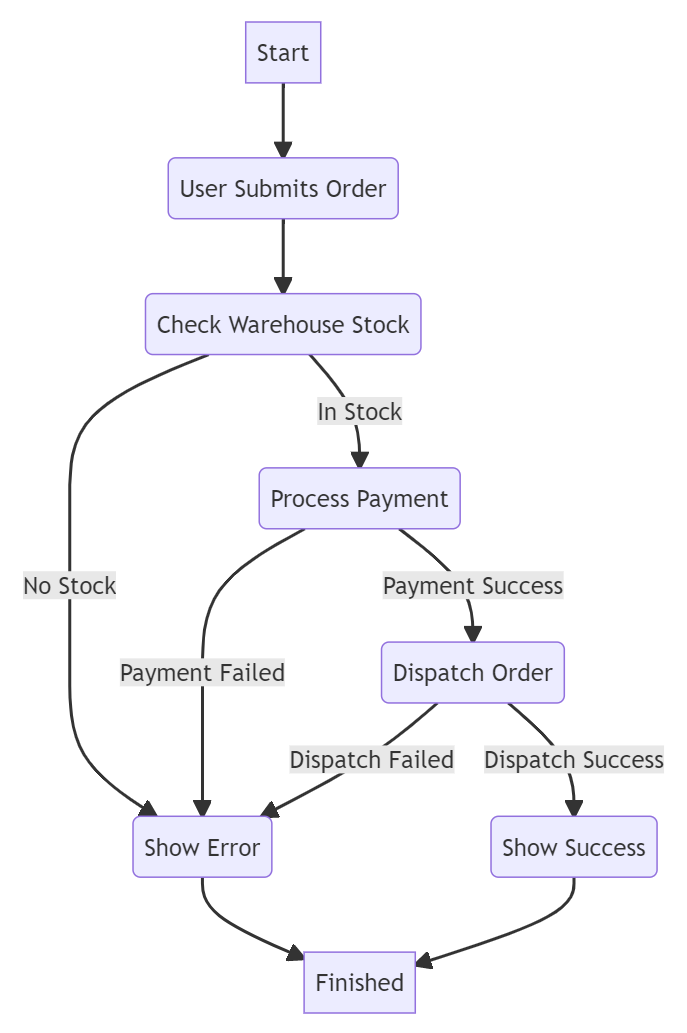 Start
User Submits Order
Check Warehouse Stock
In Stock
Process Payment
No Stock
Payment Success
Payment Failed
Dispatch Order
Dispatch Failed
Dispatch Success
Show Error
Show Success
Finished